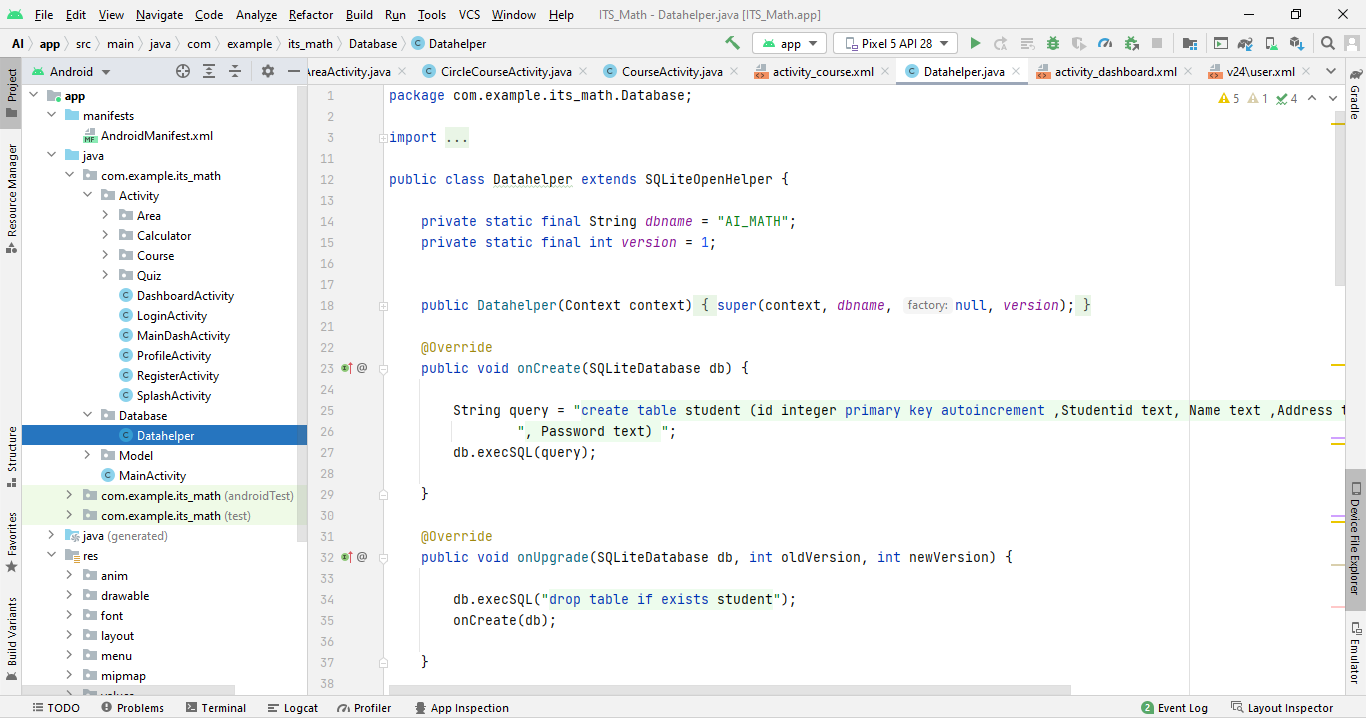 File Edit View Navigate Code Analyze Refactor Build Run Tools VCS Window Help ITS_Math - Datahelper.java [ITS_Math.app]
AI app src main java com example its_math Database Datahelper app Pixel 5 API 28
Android AreaActivity.java CircleCourseActivity.java CourseActivity.java activity_course.xml Datahelper.java activity_dashboard.xml v24\user.xml
Project
Resource Manager
Structure
Favorites
Build Variants
app
manifests
AndroidManifest.xml
java
com.example.its_math
Activity
Area
Calculator
Course
Quiz
DashboardActivity
LoginActivity
MainDashActivity
ProfileActivity
RegisterActivity
SplashActivity
Database
Datahelper
Model
MainActivity
com.example.its_math (androidTest)
com.example.its_math (test)
java (generated)
res
anim
drawable
font
layout
menu
mipmap
values
1 package com.example.its_math.Database;
2
3 import ...
11
12 public class Datahelper extends SQLiteOpenHelper {
13
14 private static final String dbname = "AI_MATH";
15 private static final int version = 1;
16
17
18 public Datahelper(Context context) { super(context, dbname, factory: null, version); }
21
22 @Override
23 @ public void onCreate(SQLiteDatabase db) {
24
25 String query = "create table student (id integer primary key autoincrement ,Studentid text, Name text ,Address t
26 ", Password text) ";
27 db.execSQL(query);
28
29 }
30
31 @Override
32 @ public void onUpgrade(SQLiteDatabase db, int oldVersion, int newVersion) {
33
34 db.execSQL("drop table if exists student");
35 onCreate(db);
36
37 }
38
5 1 4
Gradle
Device File Explorer
Emulator
TODO Problems Terminal Logcat Profiler App Inspection 2 Event Log Layout Inspector